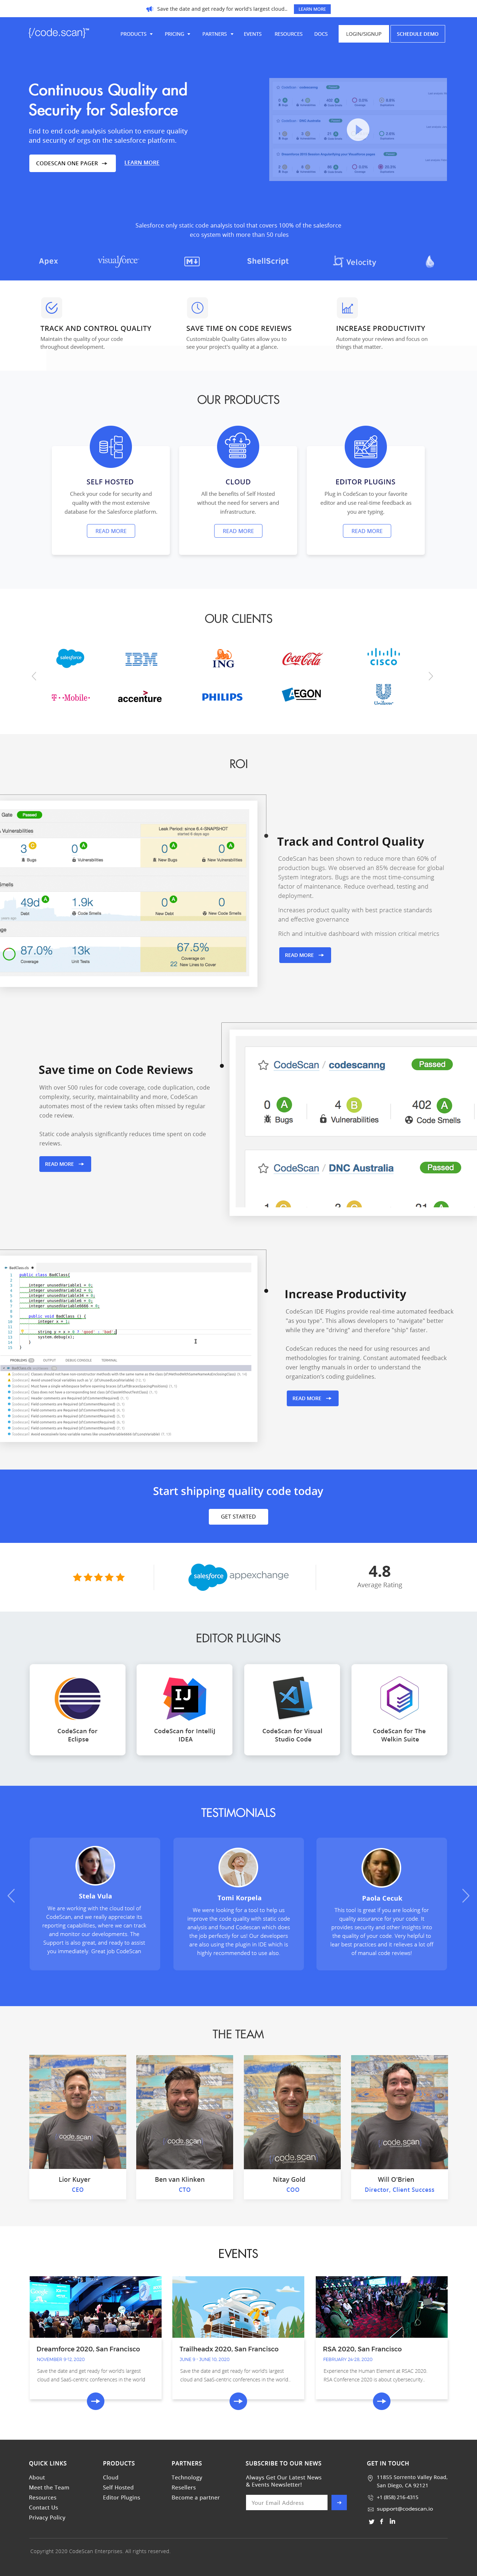 Save the date and get ready for world's largest cloud..
LEARN MORE
{/code.scan}™
PRODUCTS
PRICING
PARTNERS
EVENTS
RESOURCES
DOCS
LOGIN/SIGNUP
SCHEDULE DEMO
Continuous Quality and
Security for Salesforce
End to end code analysis solution to ensure quality
and security of orgs on the salesforce platform.
CODESCAN ONE PAGER
LEARN MORE
Salesforce only static code analysis tool that covers 100% of the salesforce
eco system with more than 50 rules
Apex
visualforce
M
ShellScript
Velocity
TRACK AND CONTROL QUALITY
Maintain the quality of your code
throughout development.
SAVE TIME ON CODE REVIEWS
Customizable Quality Gates allow you to
see your project's quality at a glance.
INCREASE PRODUCTIVITY
Automate your reviews and focus on
things that matter.
OUR PRODUCTS
SELF HOSTED
Check your code for security and
quality with the most extensive
database for the Salesforce platform.
READ MORE
CLOUD
All the benefits of Self Hosted
without the need for servers and
infrastructure.
READ MORE
EDITOR PLUGINS
Plug in CodeScan to your favorite
editor and use real-time feedback as
you are typing.
READ MORE
OUR CLIENTS
salesforce
IBM
ING
Coca-Cola
CISCO
T··Mobile·
accenture
PHILIPS
AEGON
Unilever
ROI
Gate Passed
Vulnerabilities
Leak Period: since 6.4-SNAPSHOT
started 9 days ago
3 C
Bugs
0 A
Vulnerabilities
0 A
New Bugs
0 A
New Vulnerabilities
Smells
49d A
Debt
1.9k
Code Smells
0 A
New Debt
0
New Code Smells
87.0%
Coverage
13k
Unit Tests
67.5%
Coverage on
22 New Lines to Cover
Track and Control Quality
CodeScan has been shown to reduce more than 60% of
production bugs. We observed an 85% decrease for global
System Integrators. Bugs are the most time-consuming
factor of maintenance. Reduce overhead, testing and
deployment.
Increases product quality with best practice standards
and effective governance
Rich and intuitive dashboard with mission critical metrics
READ MORE
Save time on Code Reviews
With over 500 rules for code coverage, code duplication, code
complexity, security, maintainability and more, CodeScan
automates most of the review tasks often missed by regular
code review.
Static code analysis significantly reduces time spent on code
reviews.
READ MORE
CodeScan / codescanng
Passed
0 A
Bugs
4 B
Vulnerabilities
402 A
Code Smells
CodeScan / DNC Australia
Passed
public class BadClass{
integer unusedVariable1 = 0;
integer unusedVariable2 = 0;
public void BadClass () {
integer x = 1;
system.debug(x);
PROBLEMS
OUTPUT
DEBUG CONSOLE
TERMINAL
Increase Productivity
CodeScan IDE Plugins provide real-time automated feedback
"as you type". This allows developers to "navigate" better
while they are "driving" and therefore "ship" faster.
CodeScan reduces the need for using resources and
methodologies for training. Constant automated feedback
over lengthy manuals in order to understand the
organization's coding guidelines.
READ MORE
Start shipping quality code today
GET STARTED
salesforce appexchange
4.8
Average Rating
EDITOR PLUGINS
CodeScan for
Eclipse
IJ
CodeScan for IntelliJ
IDEA
CodeScan for Visual
Studio Code
CodeScan for The
Welkin Suite
TESTIMONIALS
Stela Vula
We are working with the cloud tool of
CodeScan, and we really appreciate its
reporting capabilities, where we can track
and monitor our developments. The
Support is also great, and ready to assist
you immediately. Great job CodeScan
Tomi Korpela
We were looking for a tool to help us
improve the code quality with static code
analysis and found Codescan which does
the job perfectly for us! Our developers
are also using the plugin in IDE which is
highly recommended to use also.
Paola Cecuk
This tool is great if you are looking for
quality assurance for your code. It
provides security and other insights into
the quality of your code. Very helpful to
lear best practices and it relieves a lot off
of manual code reviews!
THE TEAM
code.scan
code.scan
code.scan
code.scan
Lior Kuyer
CEO
Ben van Klinken
CTO
Nitay Gold
COO
Will O'Brien
Director, Client Success
EVENTS
Dreamforce 2020, San Francisco
NOVEMBER 9-12, 2020
Save the date and get ready for world's largest
cloud and SaaS-centric conferences in the world
Trailheadx 2020, San Francisco
JUNE 9 - JUNE 10, 2020
Save the date and get ready for world's largest
cloud and SaaS-centric conferences in the world..
RSA 2020, San Francisco
FEBRUARY 24-28, 2020
Experience the Human Element at RSAC 2020.
RSA Conference 2020 is about cybersecurity..
QUICK LINKS
About
Meet the Team
Resources
Contact Us
Privacy Policy
PRODUCTS
Cloud
Self Hosted
Editor Plugins
PARTNERS
Technology
Resellers
Become a partner
SUBSCRIBE TO OUR NEWS
Always Get Our Latest News
& Events Newsletter!
Your Email Address
GET IN TOUCH
11855 Sorrento Valley Road,
San Diego, CA 92121
+1 (858) 216-4315
support@codescan.io
Copyright 2020 CodeScan Enterprises. All rights reserved.